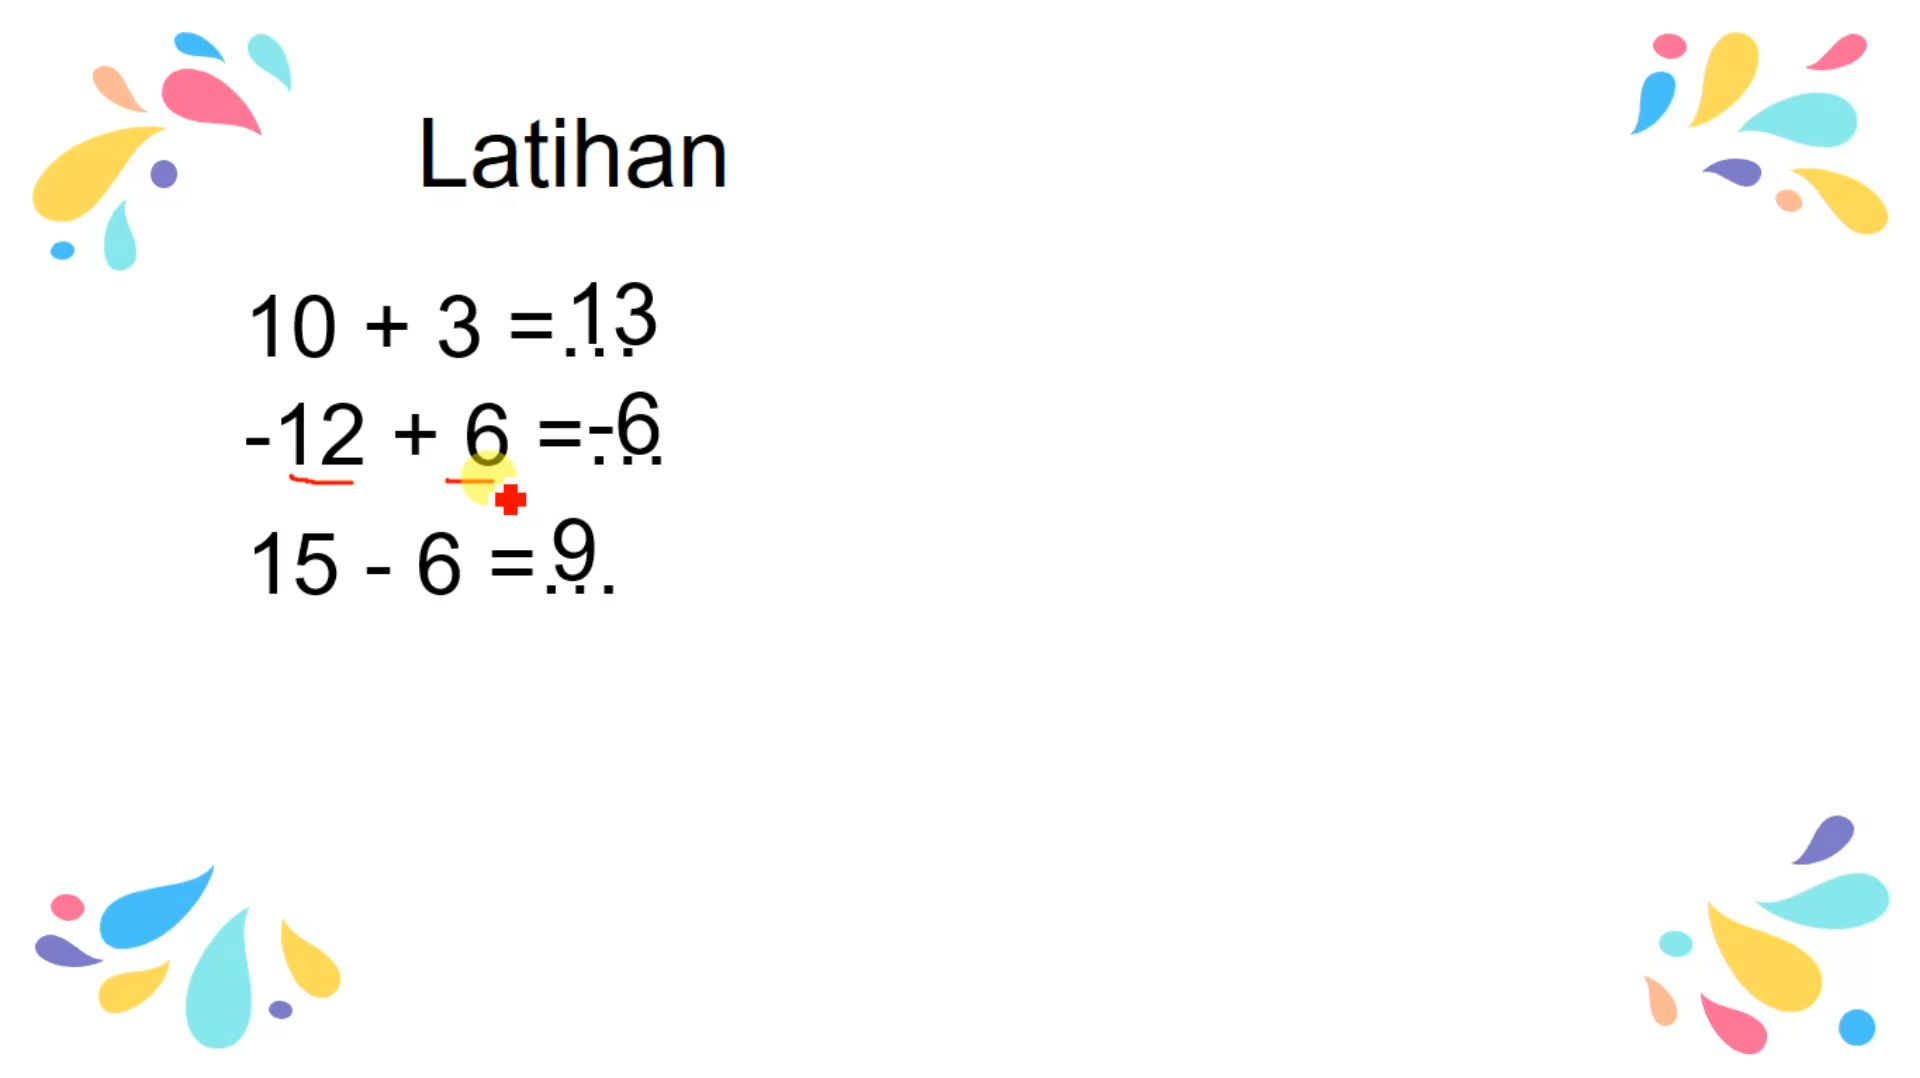 Latihan
10 + 3 =... 13
-12 + 6 =... -6
15 - 6 =... 9